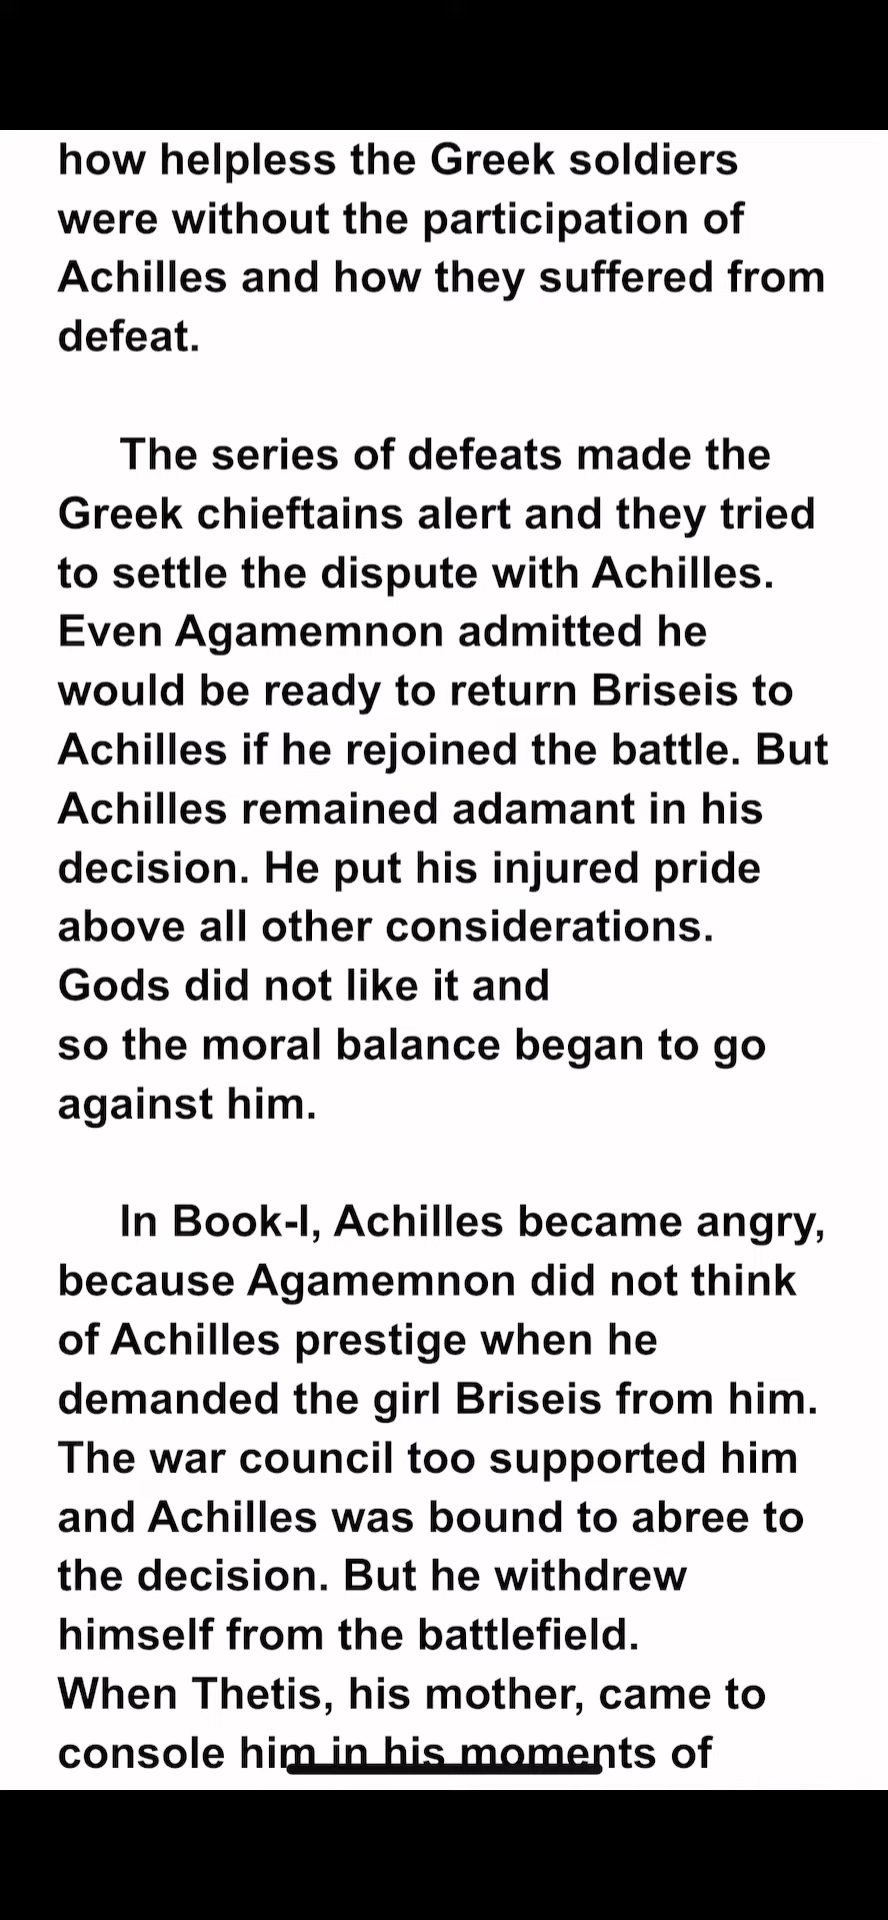 how helpless the Greek soldiers
were without the participation of
Achilles and how they suffered from
defeat.
The series of defeats made the
Greek chieftains alert and they tried
to settle the dispute with Achilles.
Even Agamemnon admitted he
would be ready to return Briseis to
Achilles if he rejoined the battle. But
Achilles remained adamant in his
decision. He put his injured pride
above all other considerations.
Gods did not like it and
so the moral balance began to go
against him.
In Book-I, Achilles became angry,
because Agamemnon did not think
of Achilles prestige when he
demanded the girl Briseis from him.
The war council too supported him
and Achilles was bound to abree to
the decision. But he withdrew
himself from the battlefield.
When Thetis, his mother, came to
console him in his moments of